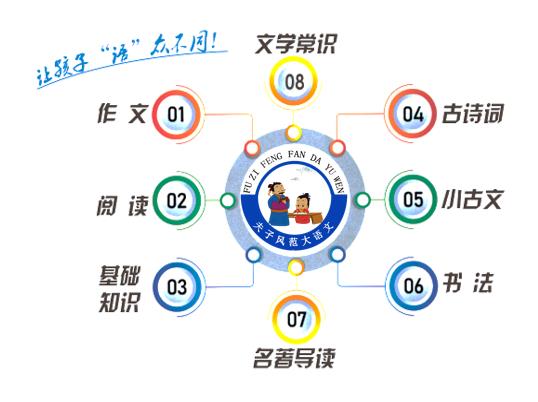 让孩子“语”众不同!
文学常识
08
作 文
01
04
古诗词
FU ZI FENG FAN DA YU WEN
阅 读
02
05
小古文
夫子风范大语文
基础
知识
03
06
书 法
07
名著导读